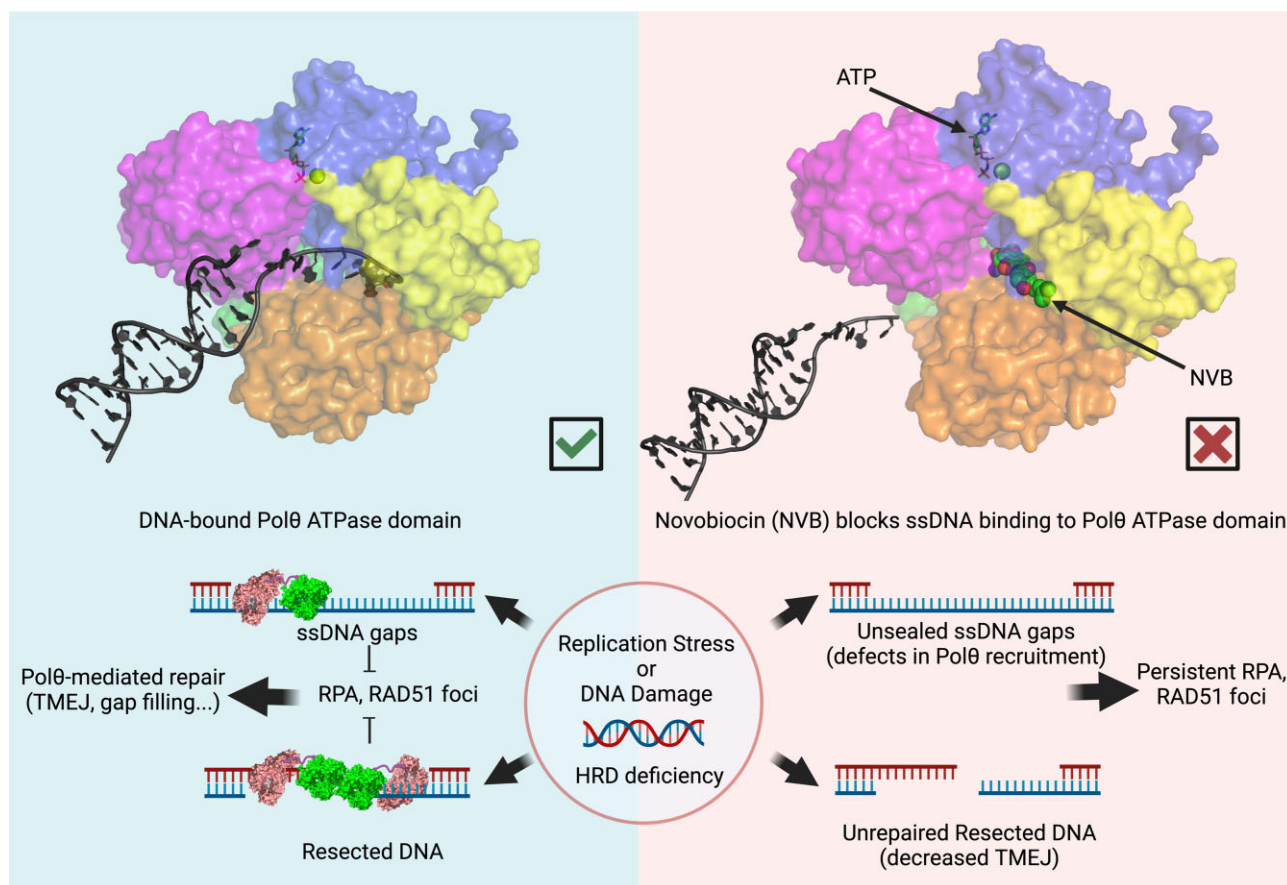 ATP
NVB
DNA-bound Polθ ATPase domain
Novobiocin (NVB) blocks ssDNA binding to Polθ ATPase domain
ssDNA gaps
Polθ-mediated repair
(TMEJ, gap filling...)
RPA, RAD51 foci
Resected DNA
Replication Stress
or
DNA Damage
HRD deficiency
Unsealed ssDNA gaps
(defects in Polθ recruitment)
Persistent RPA,
RAD51 foci
Unrepaired Resected DNA
(decreased TMEJ)